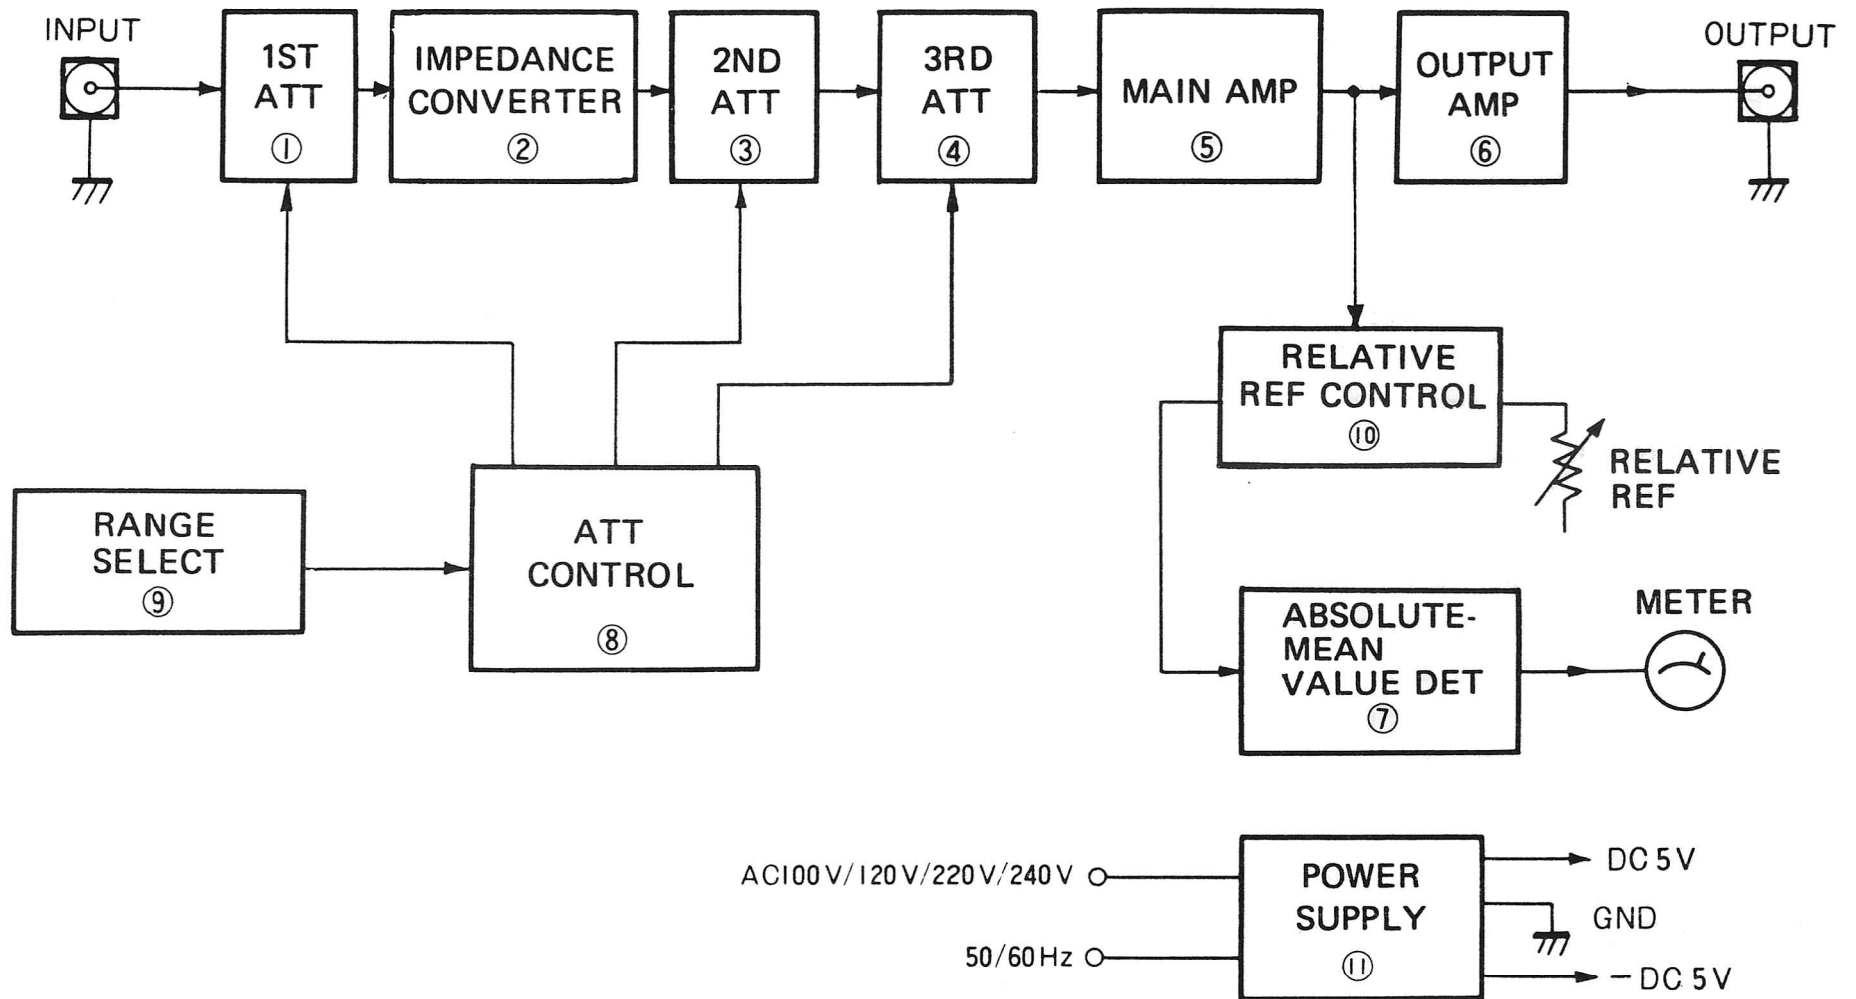 INPUT
1ST
ATT
①
IMPEDANCE
CONVERTER
②
2ND
ATT
③
3RD
ATT
④
MAIN AMP
⑤
OUTPUT
AMP
⑥
OUTPUT
RELATIVE
REF CONTROL
⑩
RELATIVE
REF
RANGE
SELECT
⑨
ATT
CONTROL
⑧
ABSOLUTE-
MEAN
VALUE DET
⑦
METER
AC100V/120V/220V/240V
50/60Hz
POWER
SUPPLY
⑪
DC 5V
GND
－DC 5V